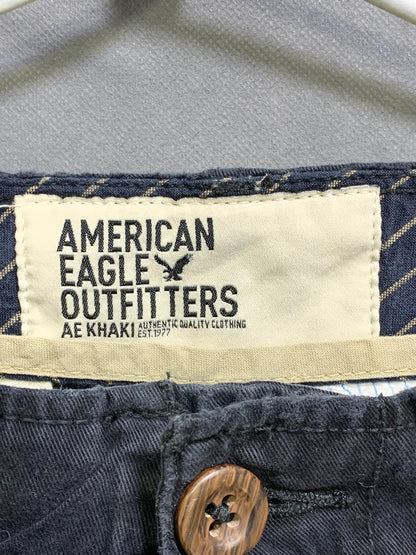 AMERICAN
EAGLE
OUTFITTERS
AE KHAKI AUTHENTIC QUALITY CLOTHING
EST. 1977